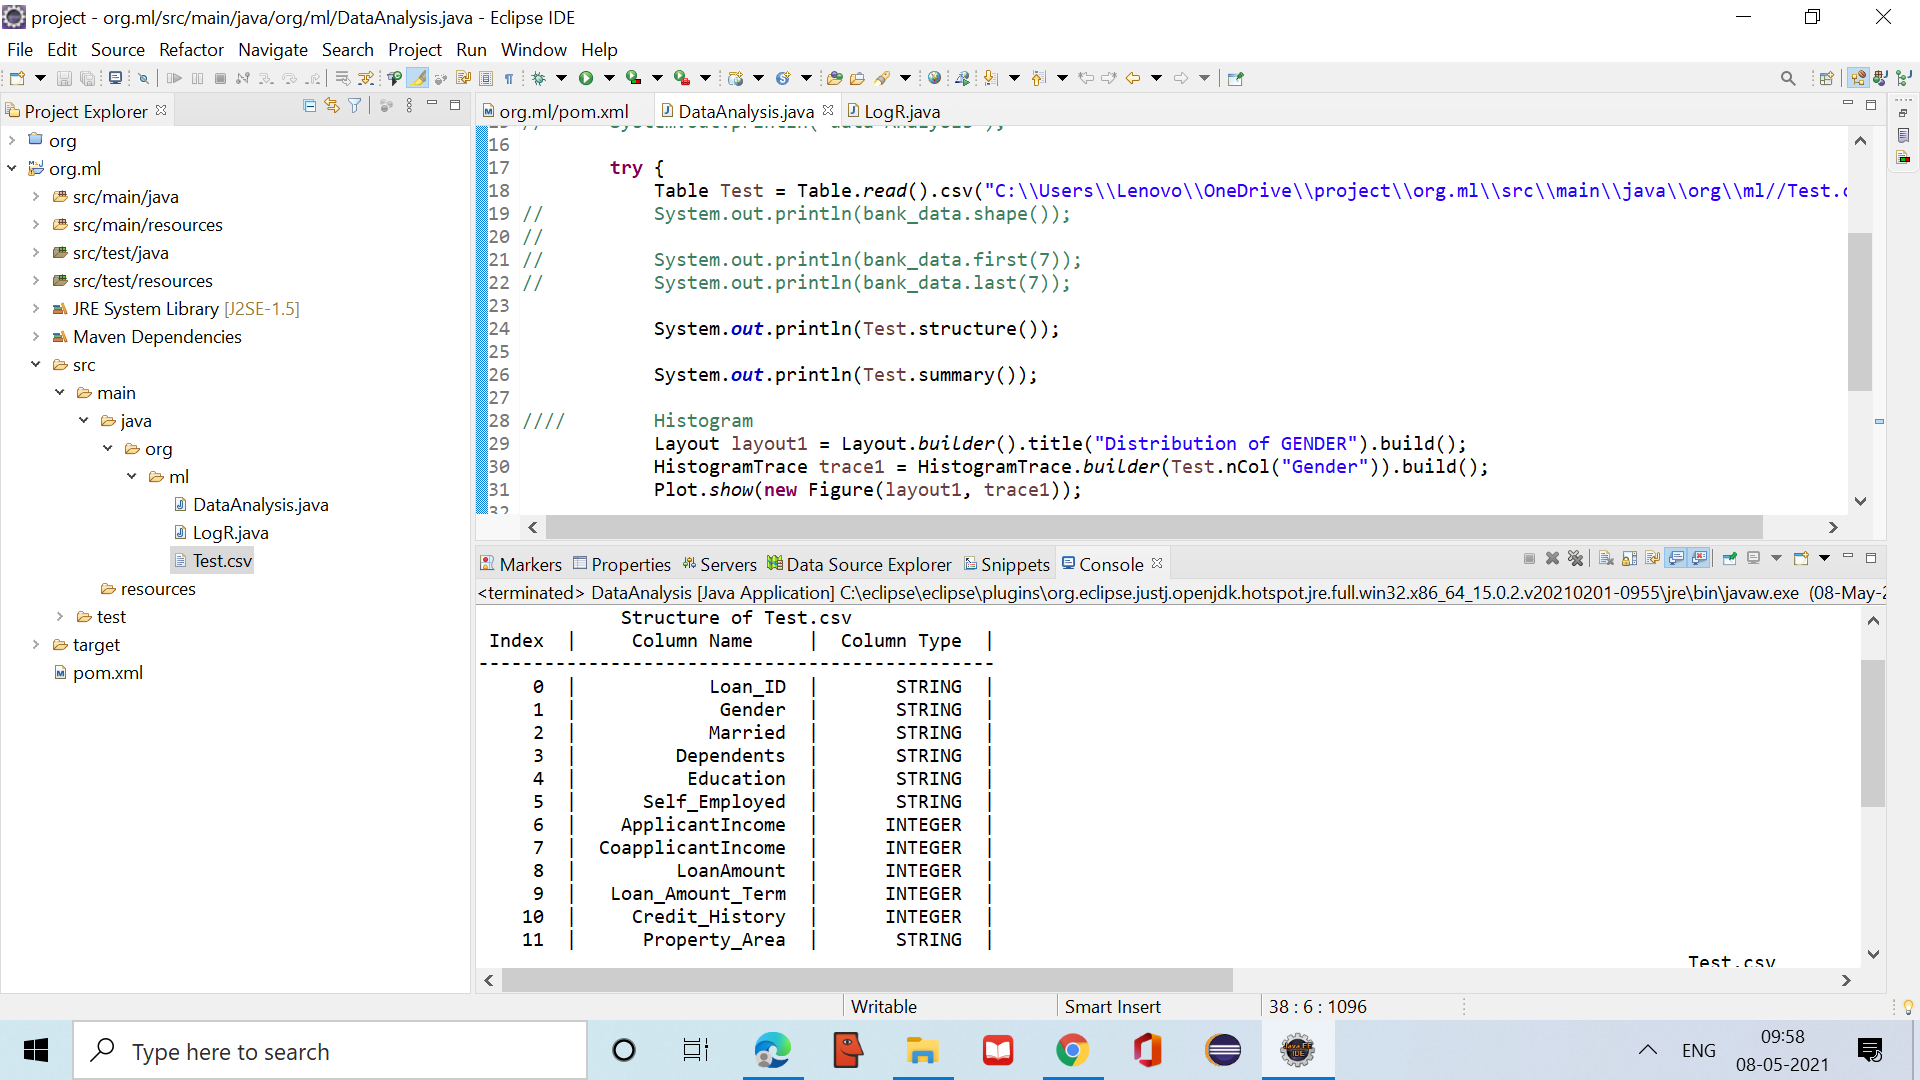 project - org.ml/src/main/java/org/ml/DataAnalysis.java - Eclipse IDE
File Edit Source Refactor Navigate Search Project Run Window Help
Project Explorer
org
org.ml
src/main/java
src/main/resources
src/test/java
src/test/resources
JRE System Library [J2SE-1.5]
Maven Dependencies
src
main
java
org
ml
DataAnalysis.java
LogR.java
Test.csv
resources
test
target
pom.xml
org.ml/pom.xml DataAnalysis.java LogR.java
16
17 try {
18 Table Test = Table.read().csv("C:\\Users\\Lenovo\\OneDrive\\project\\org.ml\\src\\main\\java\\org\\ml//Test.c
19 // System.out.println(bank_data.shape());
20 //
21 // System.out.println(bank_data.first(7));
22 // System.out.println(bank_data.last(7));
23
24 System.out.println(Test.structure());
25
26 System.out.println(Test.summary());
27
28 //// Histogram
29 Layout layout1 = Layout.builder().title("Distribution of GENDER").build();
30 HistogramTrace trace1 = HistogramTrace.builder(Test.nCol("Gender")).build();
31 Plot.show(new Figure(layout1, trace1));
32
Markers Properties Servers Data Source Explorer Snippets Console
<terminated> DataAnalysis [Java Application] C:\eclipse\eclipse\plugins\org.eclipse.justj.openjdk.hotspot.jre.full.win32.x86_64_15.0.2.v20210201-0955\jre\bin\javaw.exe (08-May-2
Structure of Test.csv
Index | Column Name | Column Type |
-----------------------------------------------
0 | Loan_ID | STRING |
1 | Gender | STRING |
2 | Married | STRING |
3 | Dependents | STRING |
4 | Education | STRING |
5 | Self_Employed | STRING |
6 | ApplicantIncome | INTEGER |
7 | CoapplicantIncome | INTEGER |
8 | LoanAmount | INTEGER |
9 | Loan_Amount_Term | INTEGER |
10 | Credit_History | INTEGER |
11 | Property_Area | STRING |
Test.csv
Writable Smart Insert 38 : 6 : 1096
Type here to search
ENG
09:58
08-05-2021